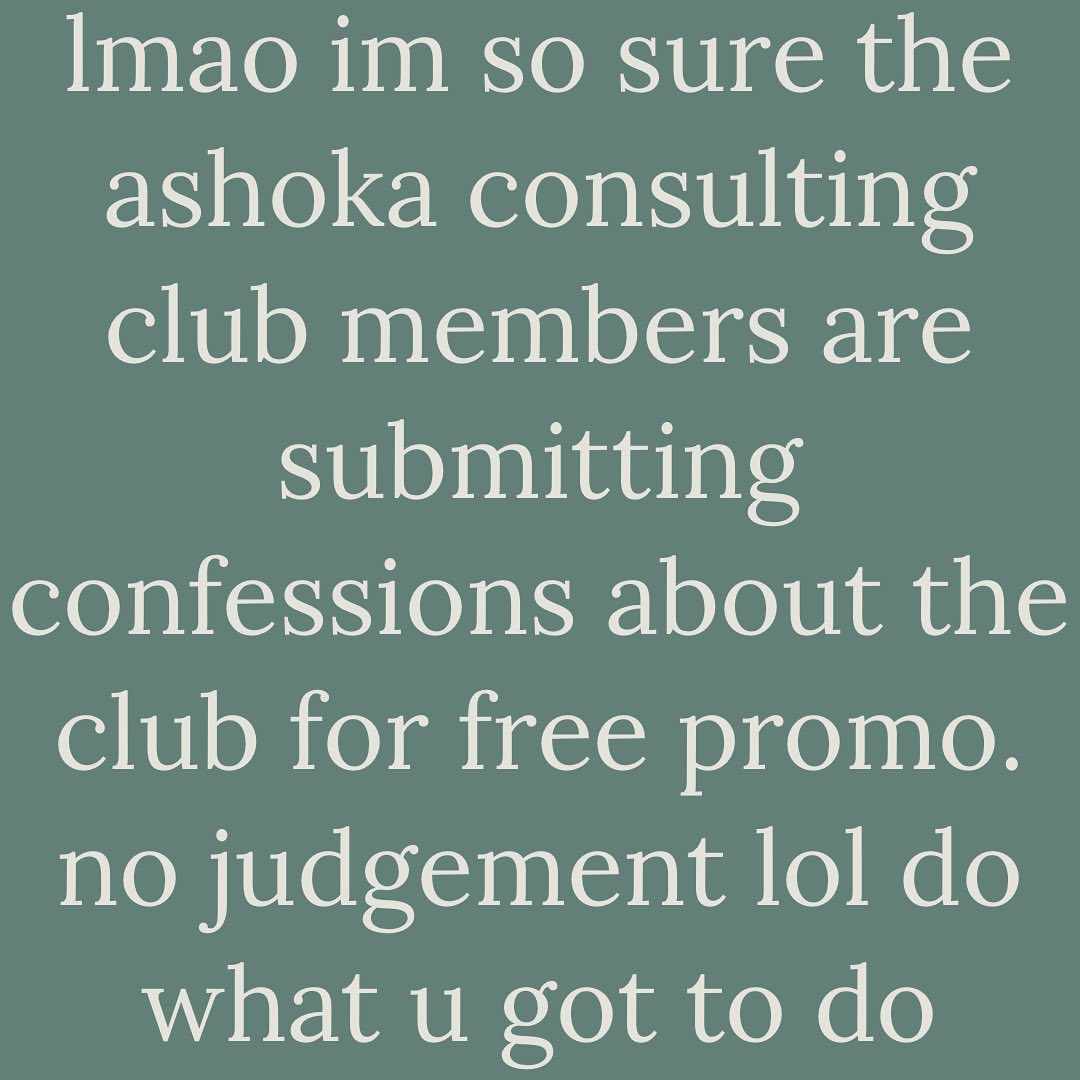 lmao im so sure the
ashoka consulting
club members are
submitting
confessions about the
club for free promo.
no judgement lol do
what u got to do